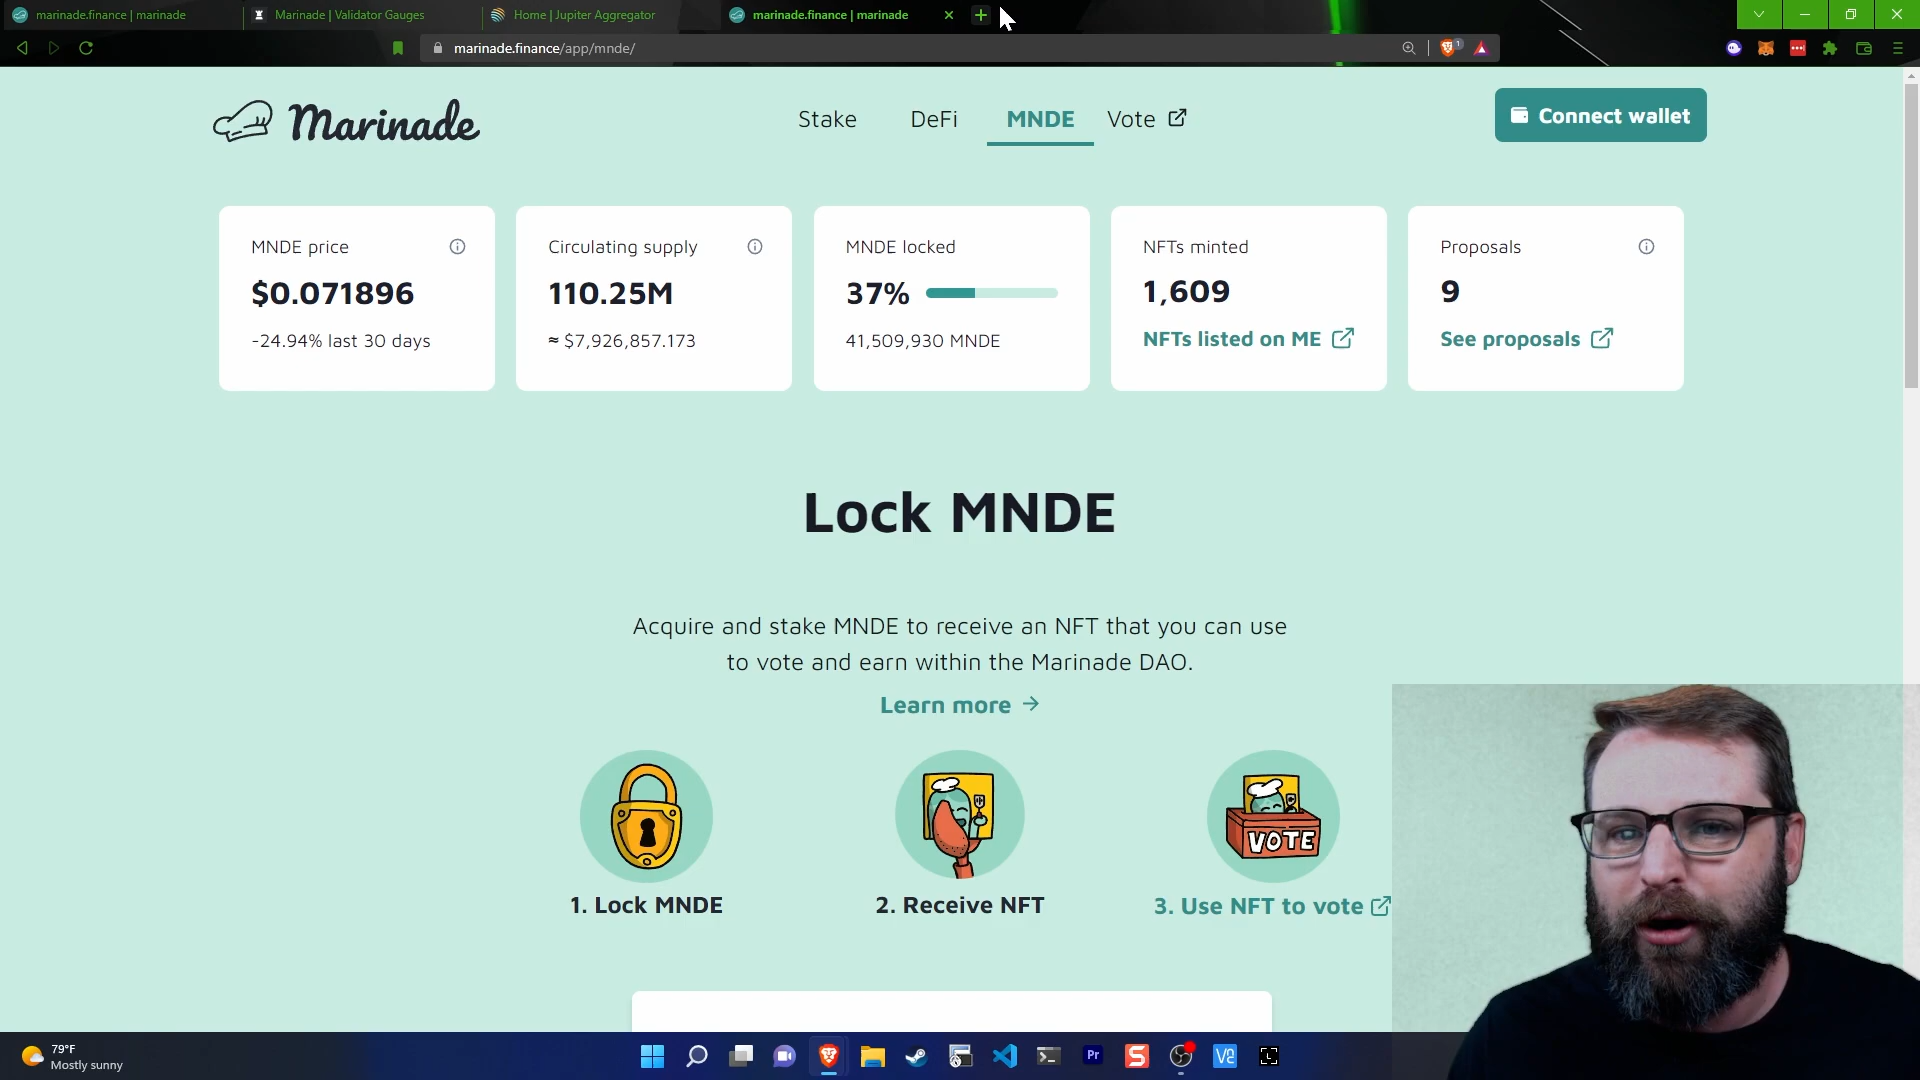 marinade.finance | marinade
Marinade | Validator Gauges
Home | Jupiter Aggregator
marinade.finance | marinade
marinade.finance/app/mnde/
1
Marinade
Stake
DeFi
MNDE
Vote
Connect wallet
MNDE price
$0.071896
-24.94% last 30 days
Circulating supply
110.25M
≈ $7,926,857.173
MNDE locked
37%
41,509,930 MNDE
NFTs minted
1,609
NFTs listed on ME
Proposals
9
See proposals
Lock MNDE
Acquire and stake MNDE to receive an NFT that you can use
to vote and earn within the Marinade DAO.
Learn more →
VOTE
1. Lock MNDE
2. Receive NFT
3. Use NFT to vote
79°F
Mostly sunny
Pr
S
L